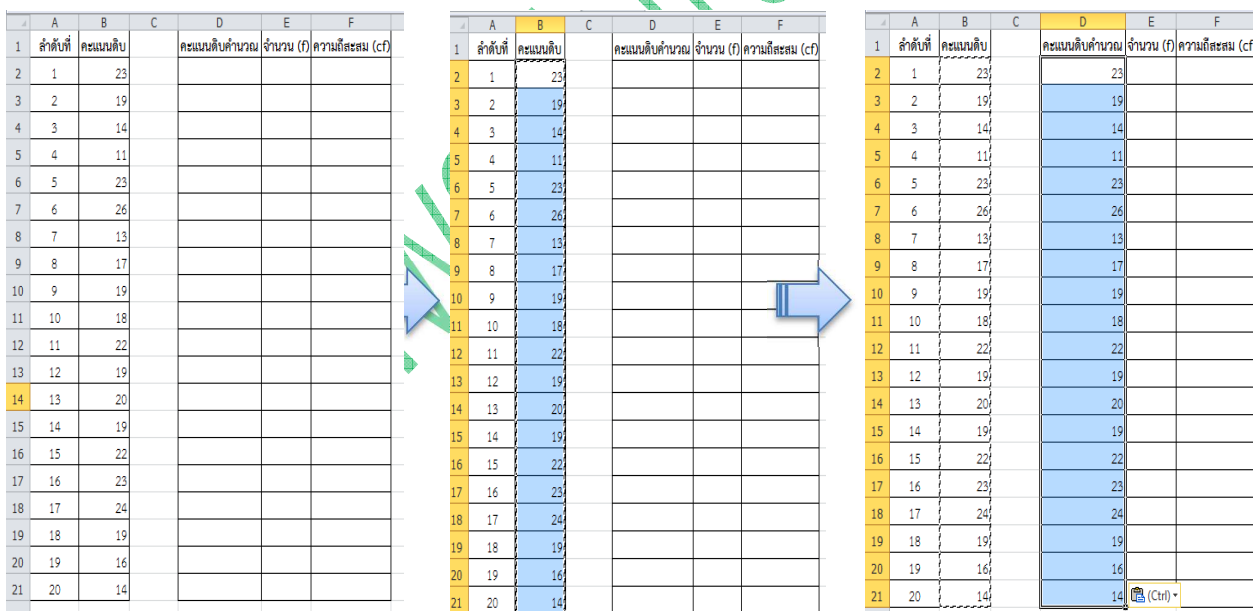 A B C D E F
1 ลำดับที่ คะแนนดิบ คะแนนดิบคำนวณ จำนวน (f) ความถี่สะสม (cf)
2 1 23
3 2 19
4 3 14
5 4 11
6 5 23
7 6 26
8 7 13
9 8 17
10 9 19
11 10 18
12 11 22
13 12 19
14 13 20
15 14 19
16 15 22
17 16 23
18 17 24
19 18 19
20 19 16
21 20 14
A B C D E F
1 ลำดับที่ คะแนนดิบ คะแนนดิบคำนวณ จำนวน (f) ความถี่สะสม (cf)
2 1 23
3 2 19
4 3 14
5 4 11
6 5 23
7 6 26
8 7 13
9 8 17
10 9 19
11 10 18
12 11 22
13 12 19
14 13 20
15 14 19
16 15 22
17 16 23
18 17 24
19 18 19
20 19 16
21 20 14
A B C D E F
1 ลำดับที่ คะแนนดิบ คะแนนดิบคำนวณ จำนวน (f) ความถี่สะสม (cf
2 1 23 23
3 2 19 19
4 3 14 14
5 4 11 11
6 5 23 23
7 6 26 26
8 7 13 13
9 8 17 17
10 9 19 19
11 10 18 18
12 11 22 22
13 12 19 19
14 13 20 20
15 14 19 19
16 15 22 22
17 16 23 23
18 17 24 24
19 18 19 19
20 19 16 16
21 20 14 14 (Ctrl)